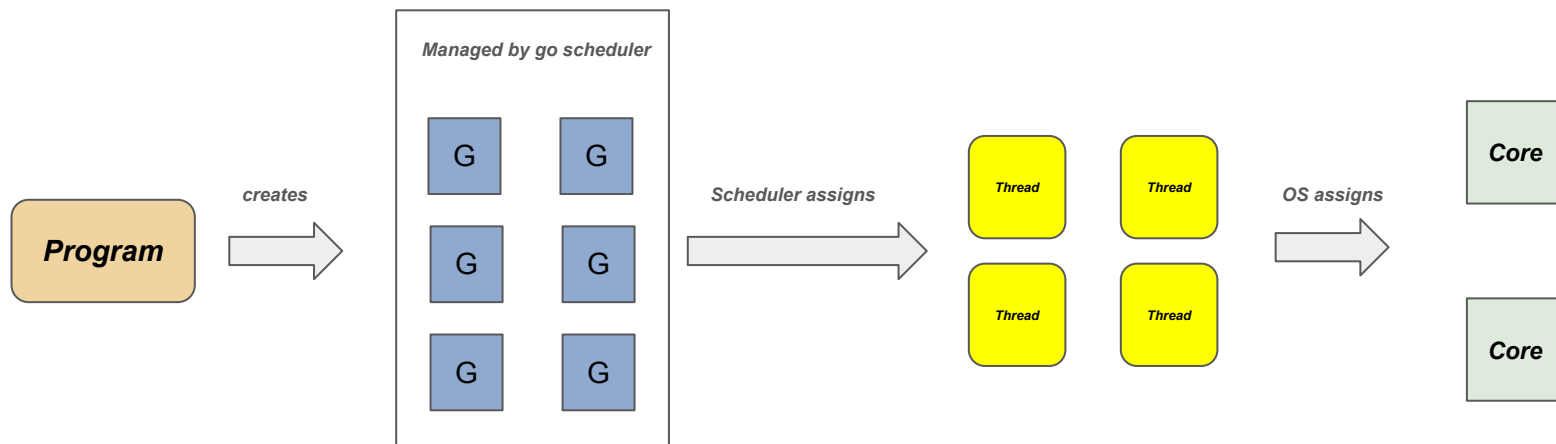 Managed by go scheduler
G
G
Thread
Thread
Core
creates
Scheduler assigns
OS assigns
Program
G
G
Thread
Thread
Core
G
G